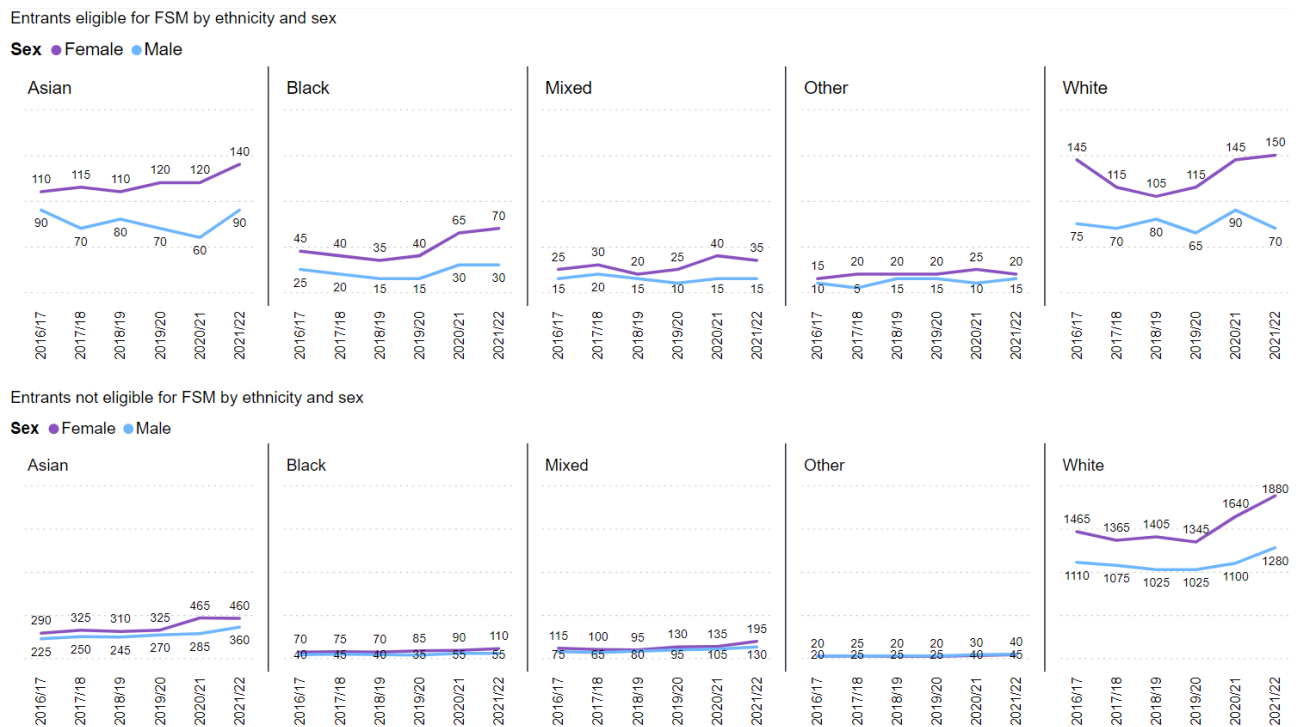 Entrants eligible for FSM by ethnicity and sex
Sex Female Male
Asian Black Mixed Other White
110 115 110 120 120 140
90 70 80 70 60 90
45 40 35 40 65 70
25 20 15 15 30 30
25 30 20 25 40 35
15 20 15 10 15 15
15 20 20 20 25 20
10 5 15 15 10 15
145 115 105 115 145 150
75 70 80 65 90 70
2016/17 2017/18 2018/19 2019/20 2020/21 2021/22
2016/17 2017/18 2018/19 2019/20 2020/21 2021/22
2016/17 2017/18 2018/19 2019/20 2020/21 2021/22
2016/17 2017/18 2018/19 2019/20 2020/21 2021/22
2016/17 2017/18 2018/19 2019/20 2020/21 2021/22
Entrants not eligible for FSM by ethnicity and sex
Sex Female Male
Asian Black Mixed Other White
290 325 310 325 465 460
225 250 245 270 285 360
70 75 70 85 90 110
40 45 40 35 55 55
115 100 95 130 135 195
75 65 80 95 105 130
20 25 20 20 30 40
20 25 25 25 40 45
1465 1365 1405 1345 1640 1880
1110 1075 1025 1025 1100 1280
2016/17 2017/18 2018/19 2019/20 2020/21 2021/22
2016/17 2017/18 2018/19 2019/20 2020/21 2021/22
2016/17 2017/18 2018/19 2019/20 2020/21 2021/22
2016/17 2017/18 2018/19 2019/20 2020/21 2021/22
2016/17 2017/18 2018/19 2019/20 2020/21 2021/22